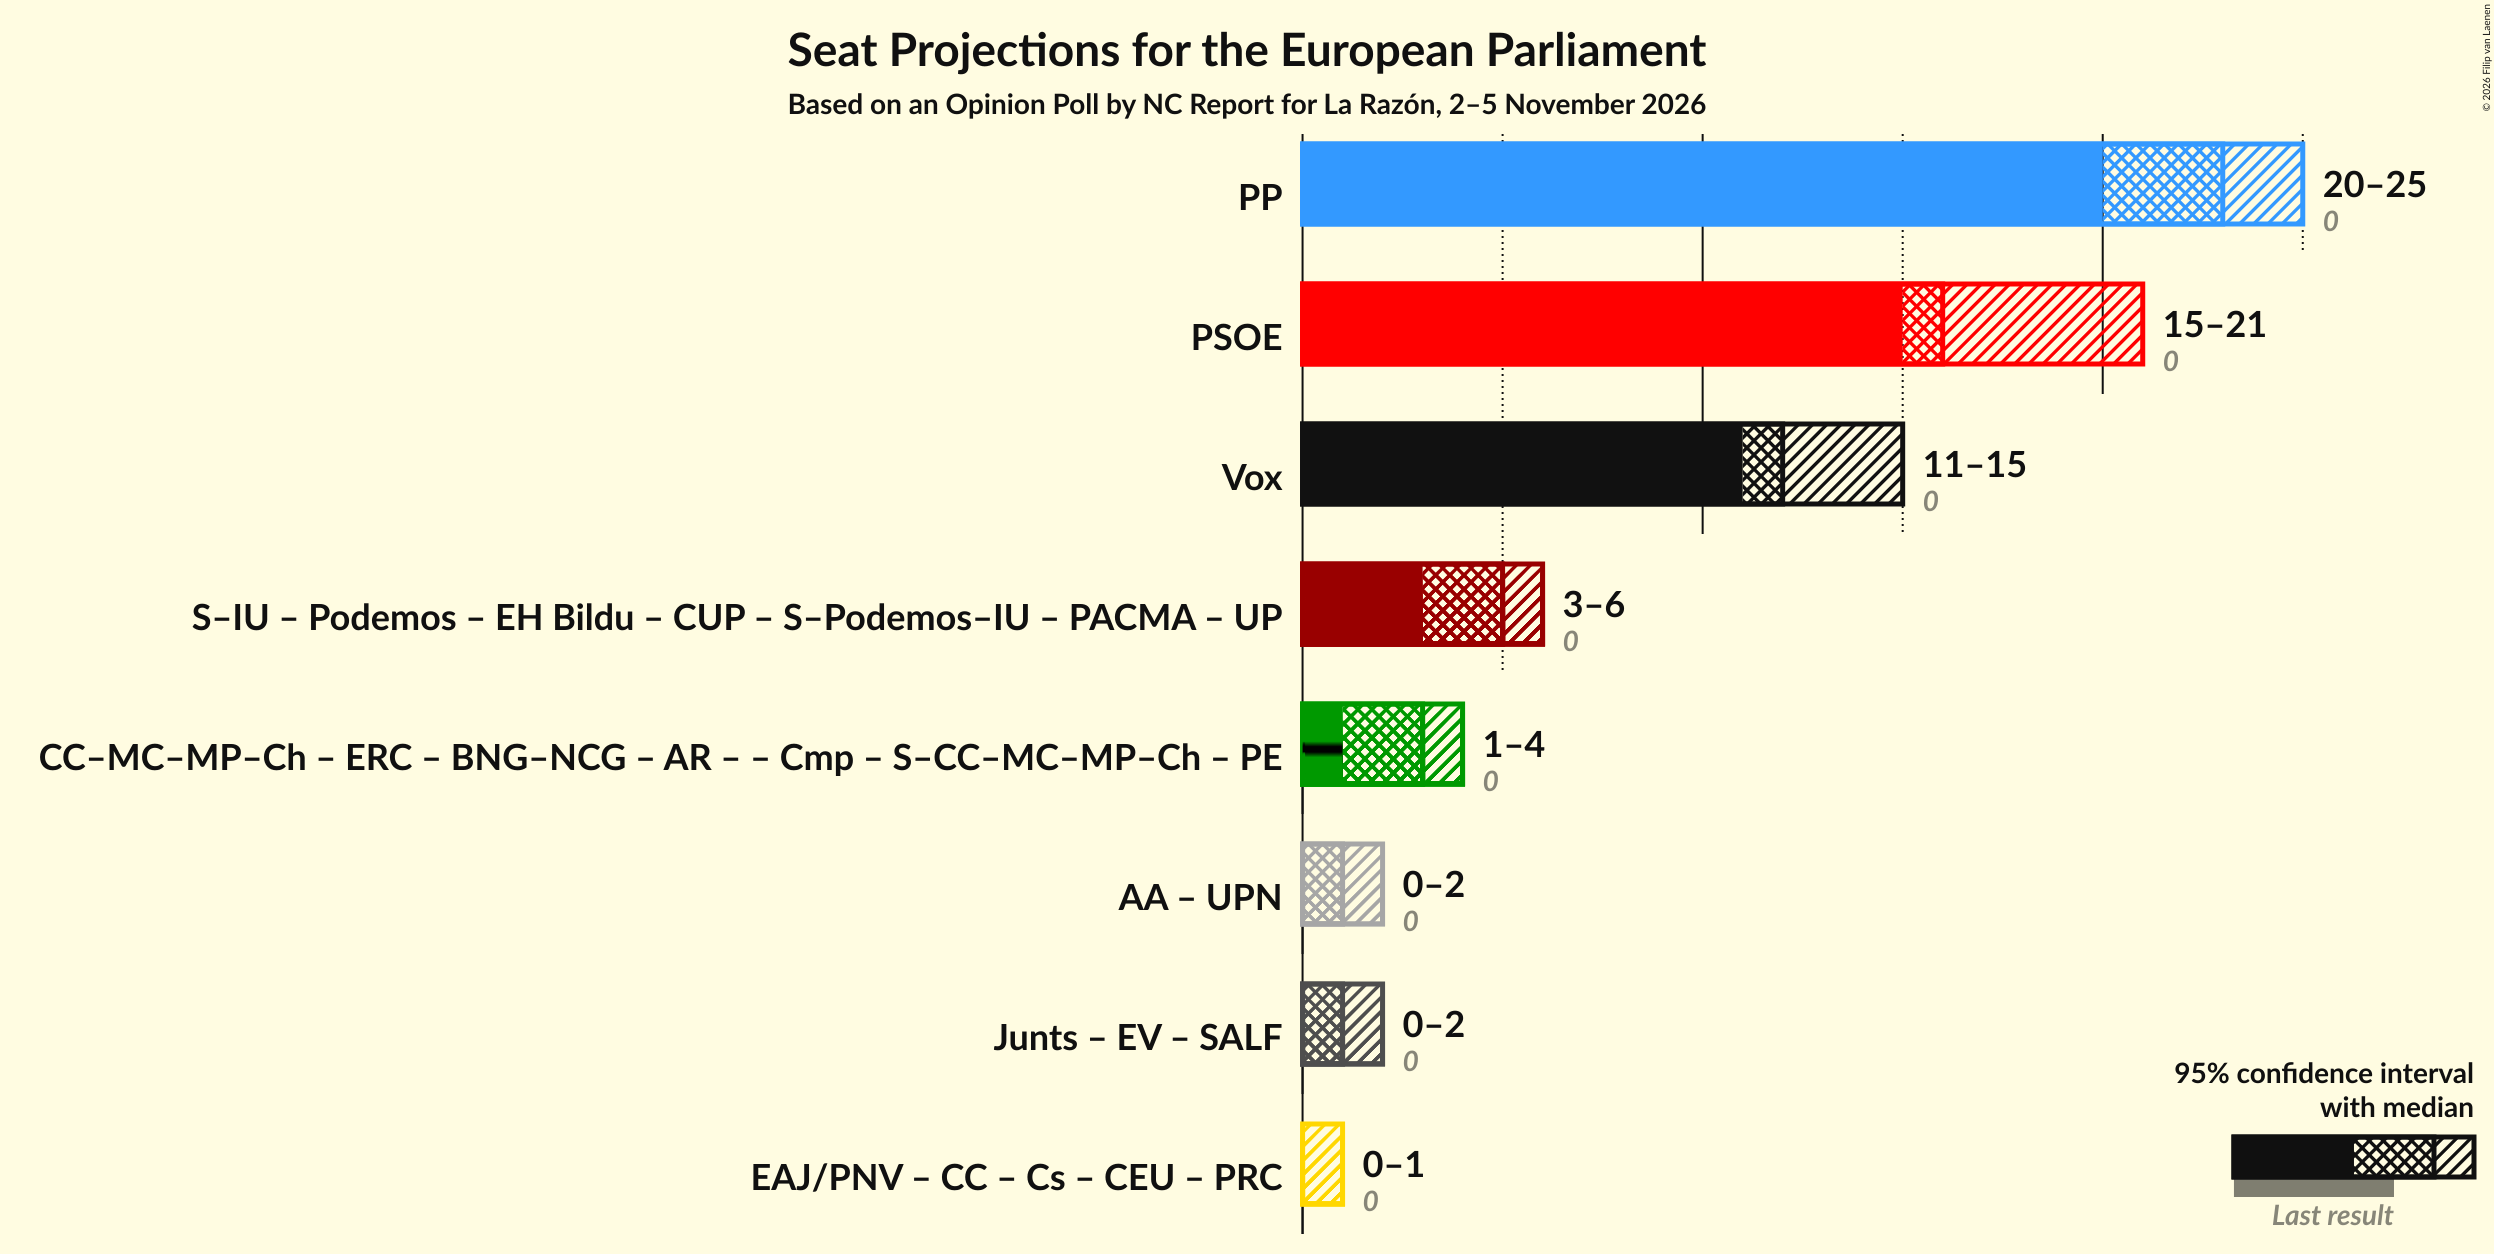 Seat Projections for the European Parliament
Based on an Opinion Poll by NC Report for La Razón, 2–5 November 2026
© 2026 Filip van Laenen
PP
20–25
0
PSOE
15–21
0
Vox
11–15
0
S–IU – Podemos – EH Bildu – CUP – S–Podemos–IU – PACMA – UP
3–6
0
CC–MC–MP–Ch – ERC – BNG–NCG – AR – – Cmp – S–CC–MC–MP–Ch – PE
1–4
0
AA – UPN
0–2
0
Junts – EV – SALF
0–2
0
EAJ/PNV – CC – Cs – CEU – PRC
0–1
0
95% confidence interval
with median
Last result